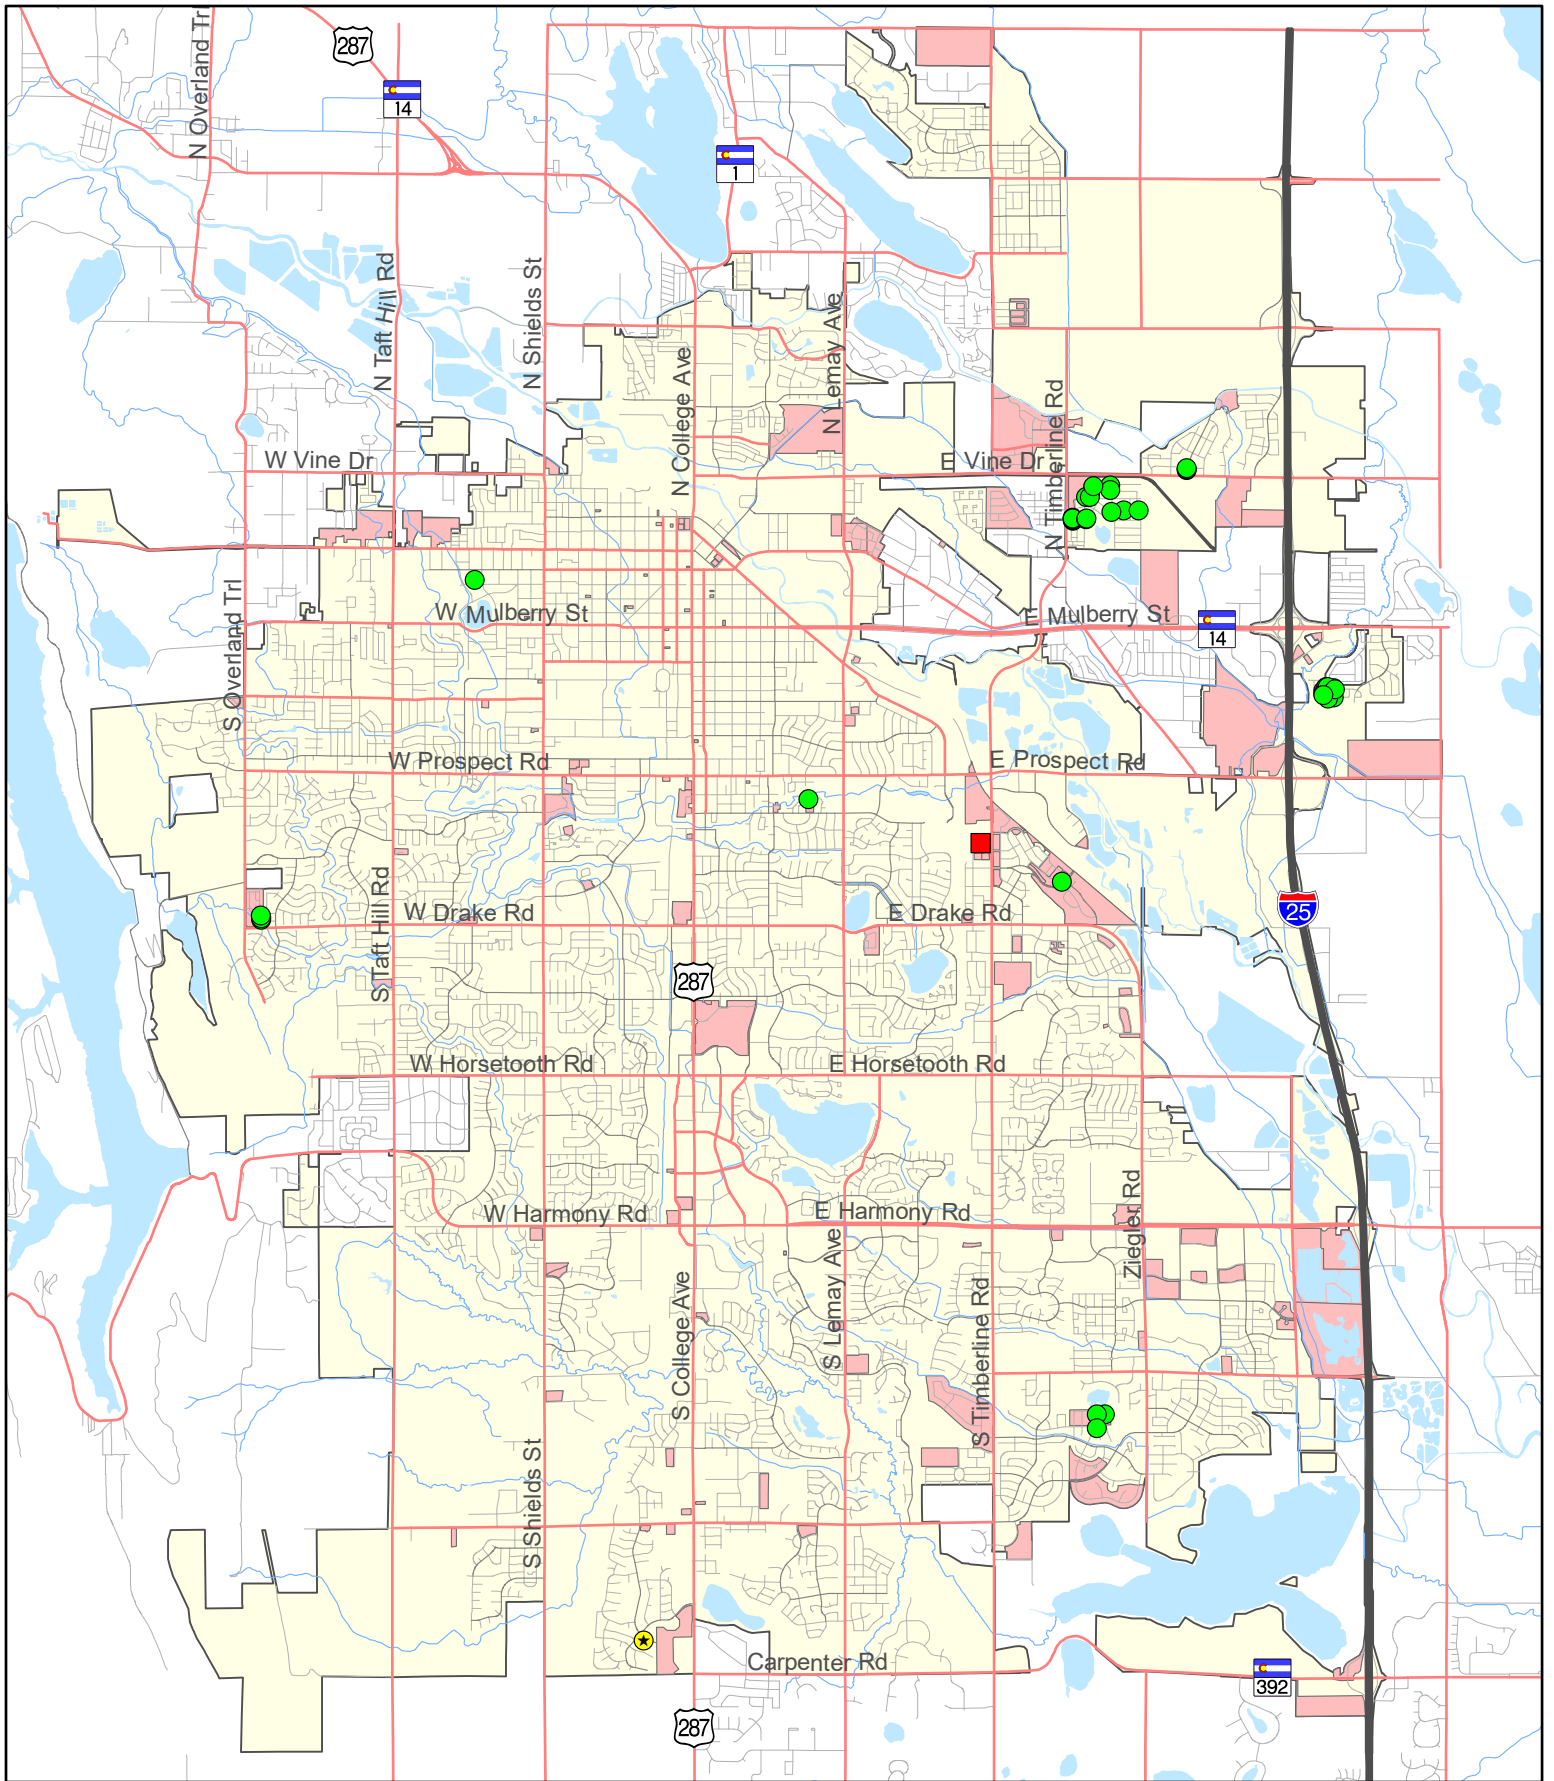 N Overland Trl
287
14
1
N Taft Hill Rd
N Shields St
N College Ave
N Lemay Ave
N Timberline Rd
W Vine Dr
E Vine Dr
S Overland Trl
W Mulberry St
E Mulberry St
14
W Prospect Rd
E Prospect Rd
S Taft Hill Rd
W Drake Rd
E Drake Rd
25
287
W Horsetooth Rd
E Horsetooth Rd
W Harmony Rd
E Harmony Rd
Ziegler Rd
S College Ave
S Lemay Ave
S Timberline Rd
S Shields St
Carpenter Rd
392
287